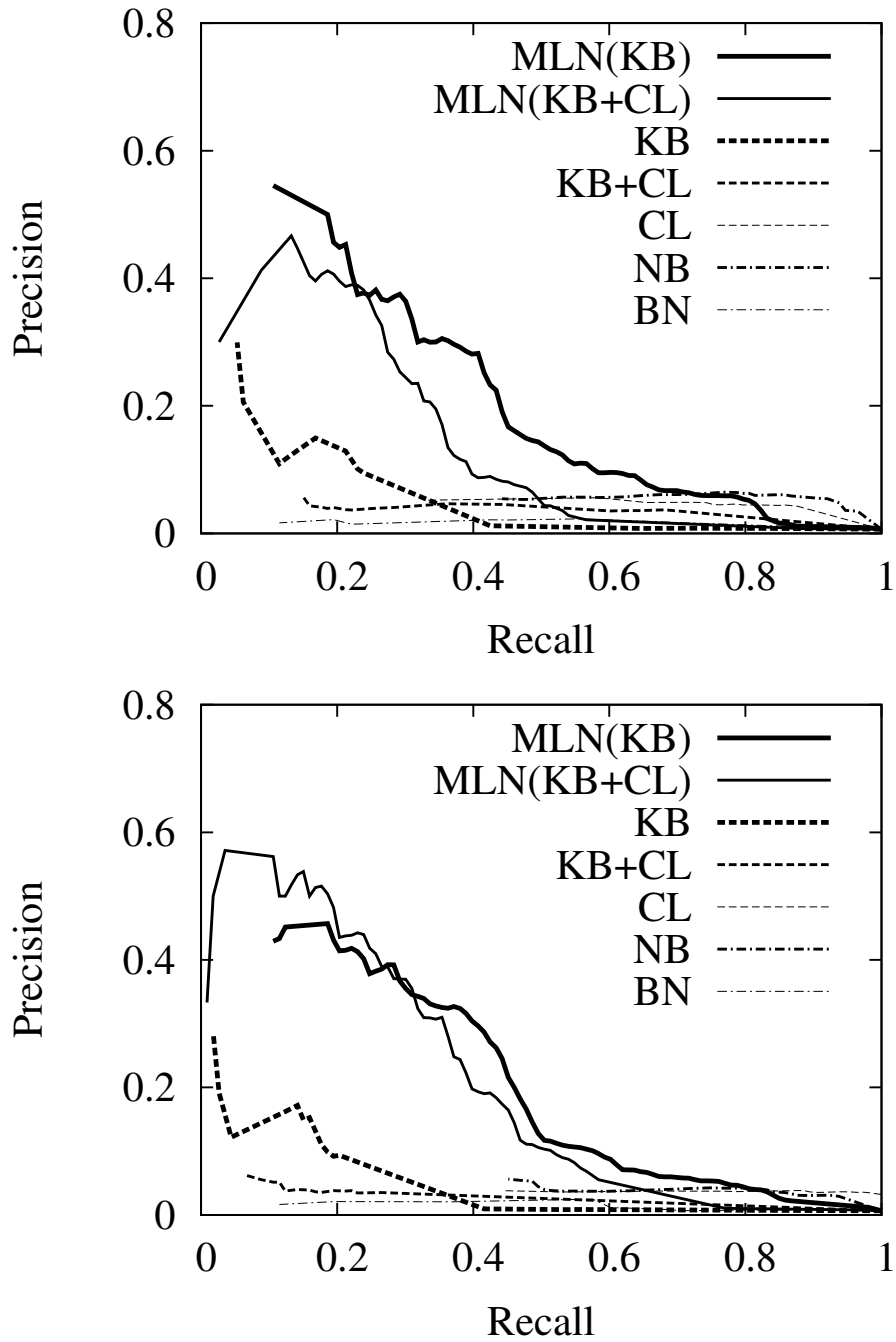 0.8
MLN(KB)
MLN(KB+CL)
0.6
KB
KB+CL
CL
0.4
NB
BN
Precision
0.2
0
0 0.2 0.4 0.6 0.8 1
Recall
0.8
MLN(KB)
MLN(KB+CL)
0.6
KB
KB+CL
CL
0.4
NB
BN
Precision
0.2
0
0 0.2 0.4 0.6 0.8 1
Recall